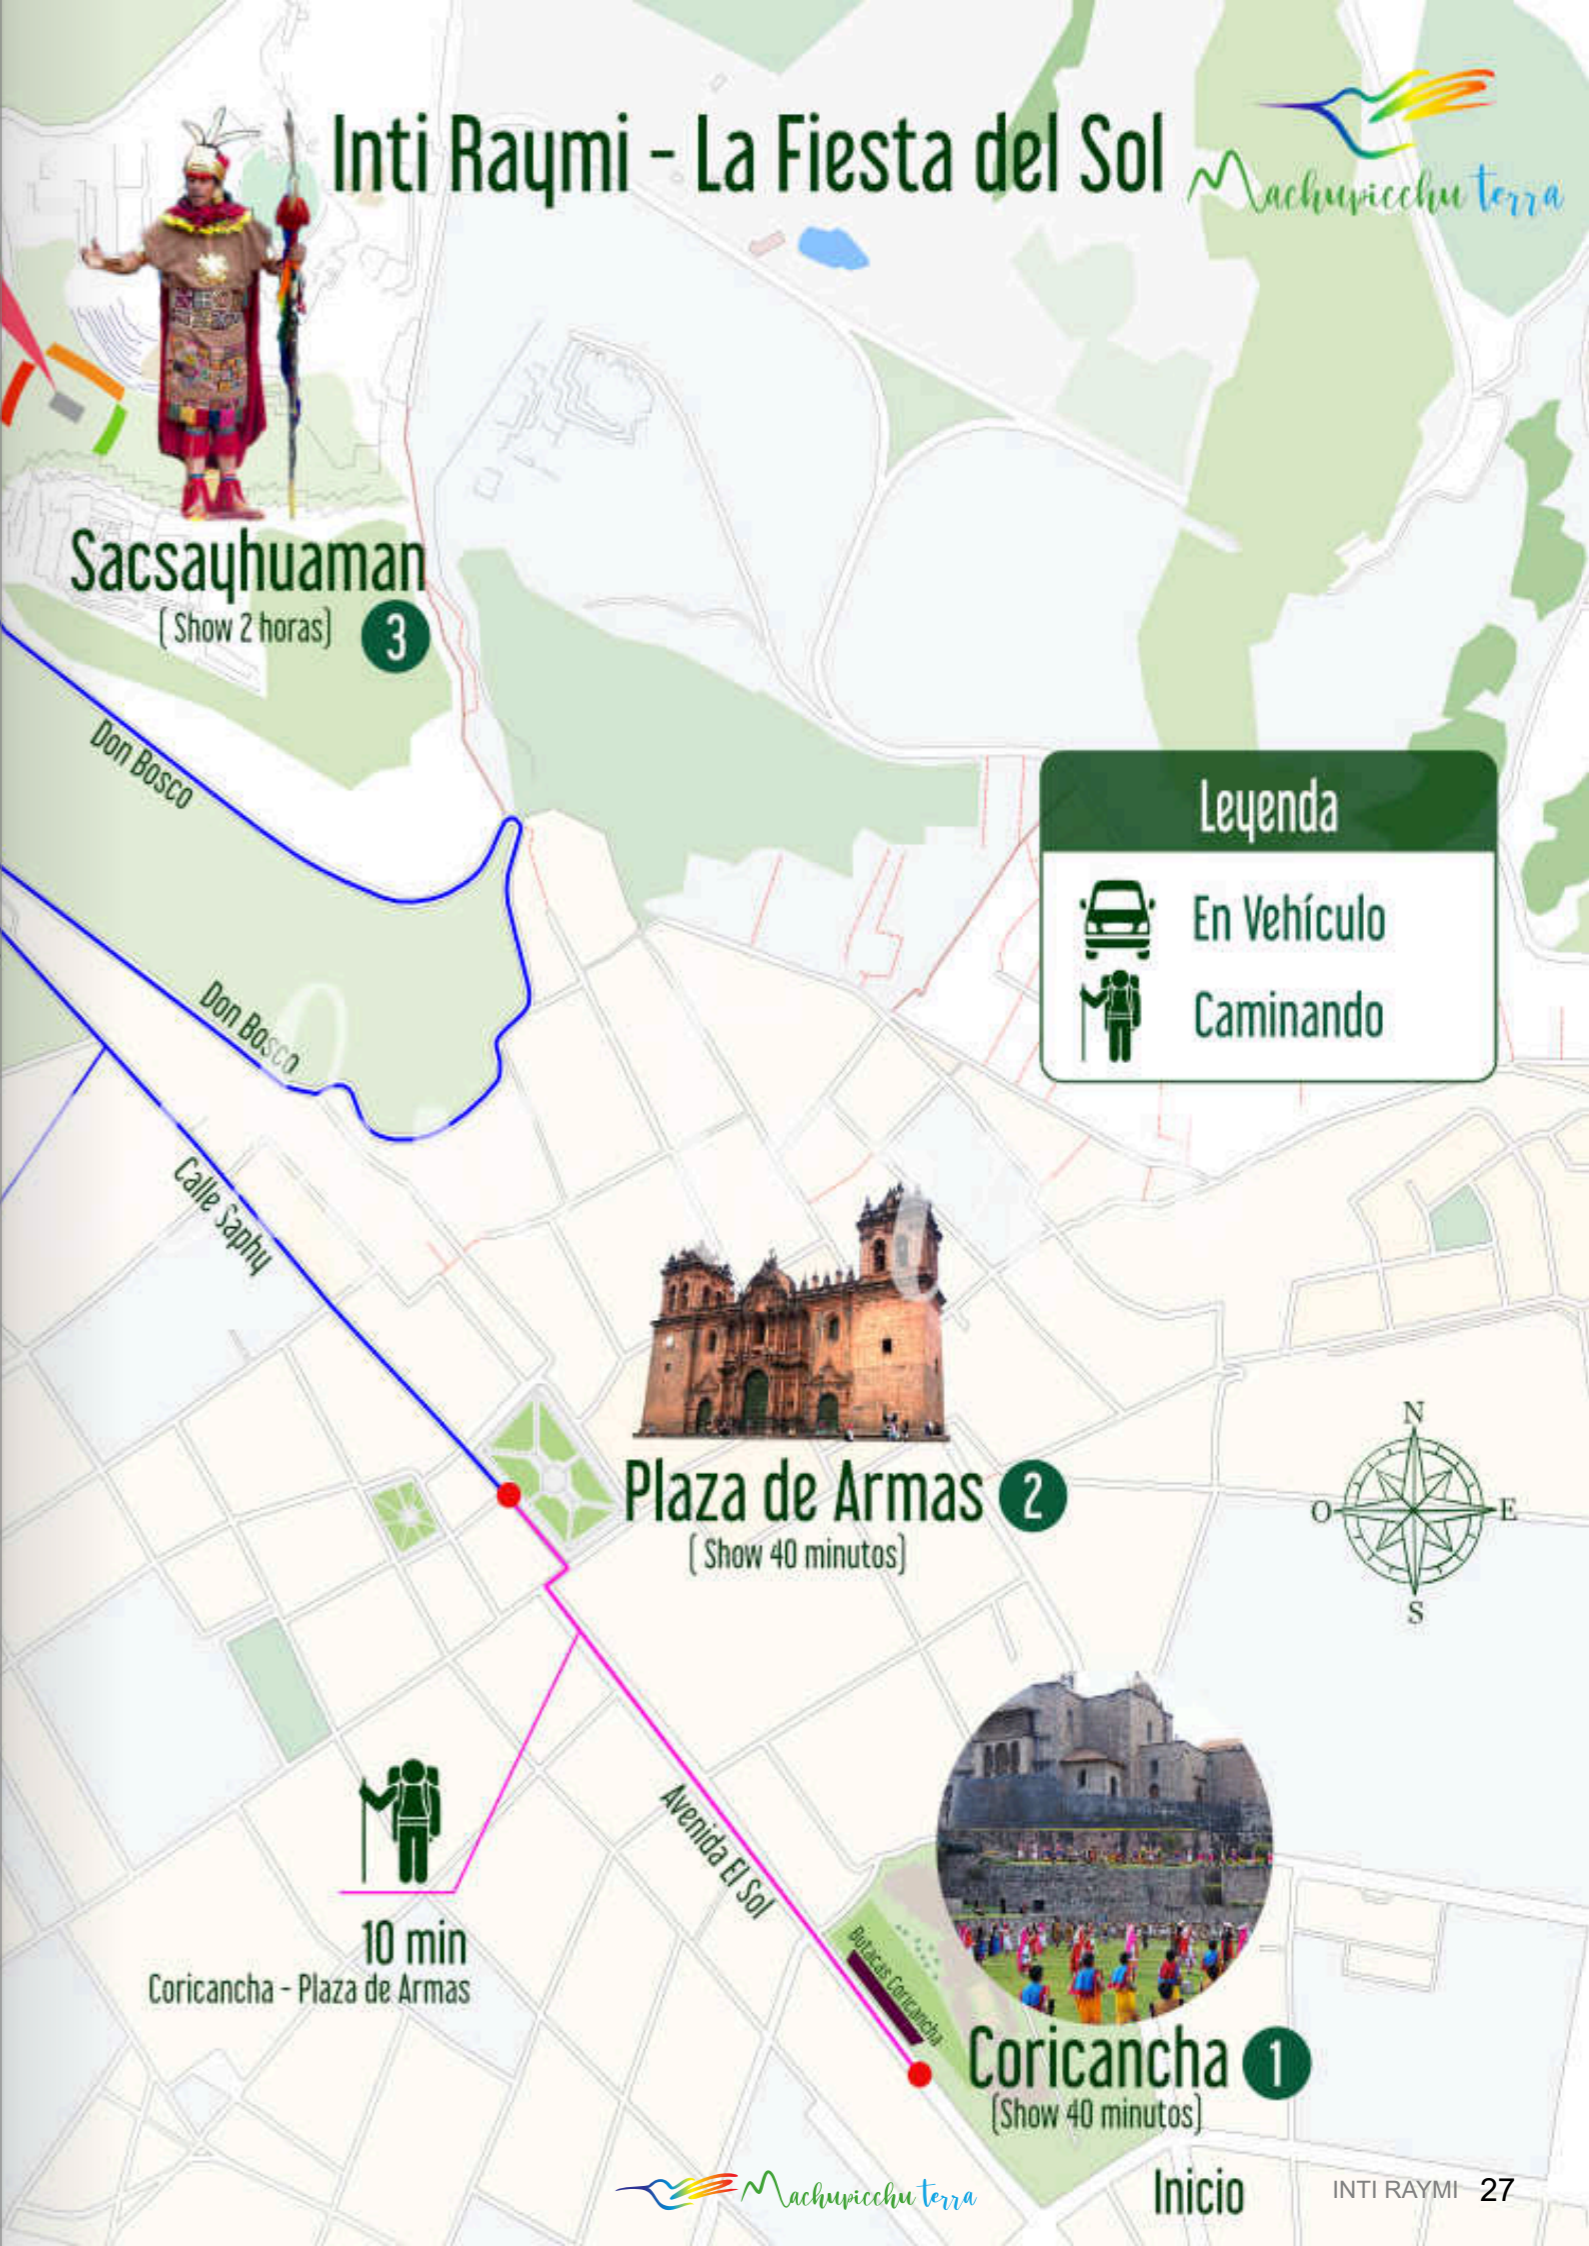 Inti Raymi - La Fiesta del Sol
Machupicchu terra
Sacsayhuaman
( Show 2 horas)
3
Don Bosco
Leyenda
En Vehículo
Caminando
Don Bosco
Calle Saphy
N
O
E
S
Plaza de Armas
2
( Show 40 minutos)
Avenida El Sol
10 min
Coricancha - Plaza de Armas
Butacas Coricancha
Coricancha
1
(Show 40 minutos)
Inicio
Machupicchu terra
INTI RAYMI 27